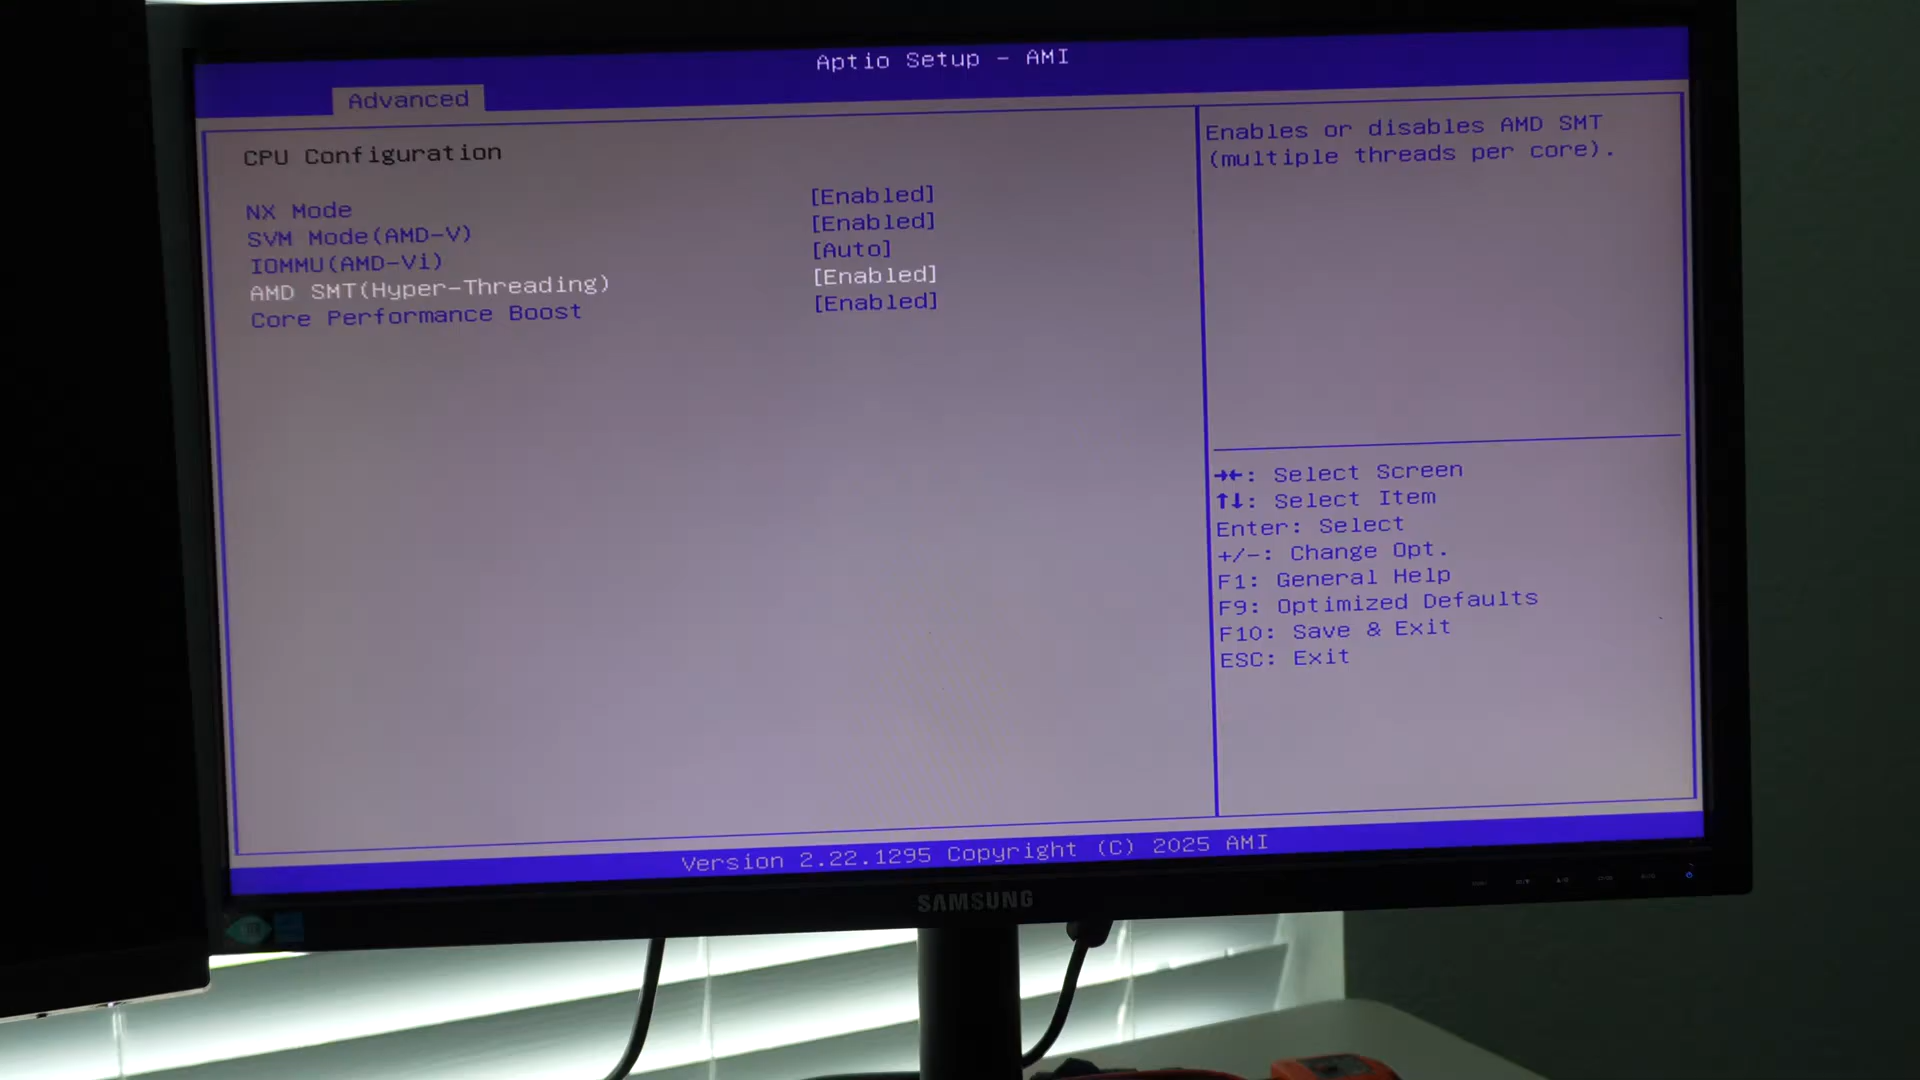 Aptio Setup - AMI
Advanced
CPU Configuration
NX Mode [Enabled]
SVM Mode(AMD-V) [Enabled]
IOMMU(AMD-Vi) [Auto]
AMD SMT(Hyper-Threading) [Enabled]
Core Performance Boost [Enabled]
Enables or disables AMD SMT
(multiple threads per core).
→←: Select Screen
↑↓: Select Item
Enter: Select
+/-: Change Opt.
F1: General Help
F9: Optimized Defaults
F10: Save & Exit
ESC: Exit
Version 2.22.1295 Copyright (C) 2025 AMI
SAMSUNG